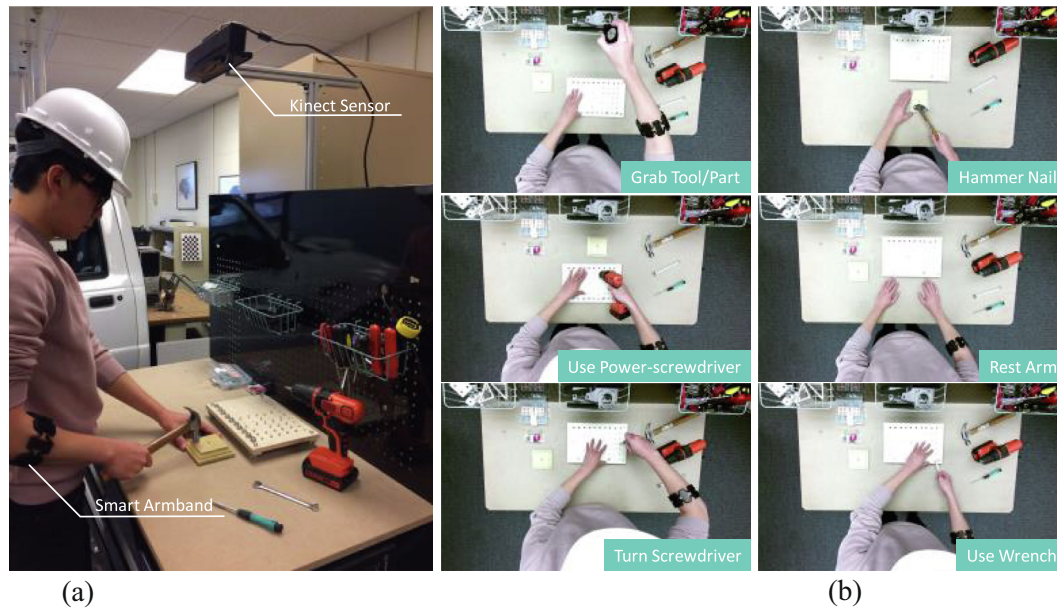 Kinect Sensor
Smart Armband
Grab Tool/Part
Hammer Nail
Use Power-screwdriver
Rest Arm
Turn Screwdriver
Use Wrench
(a)
(b)